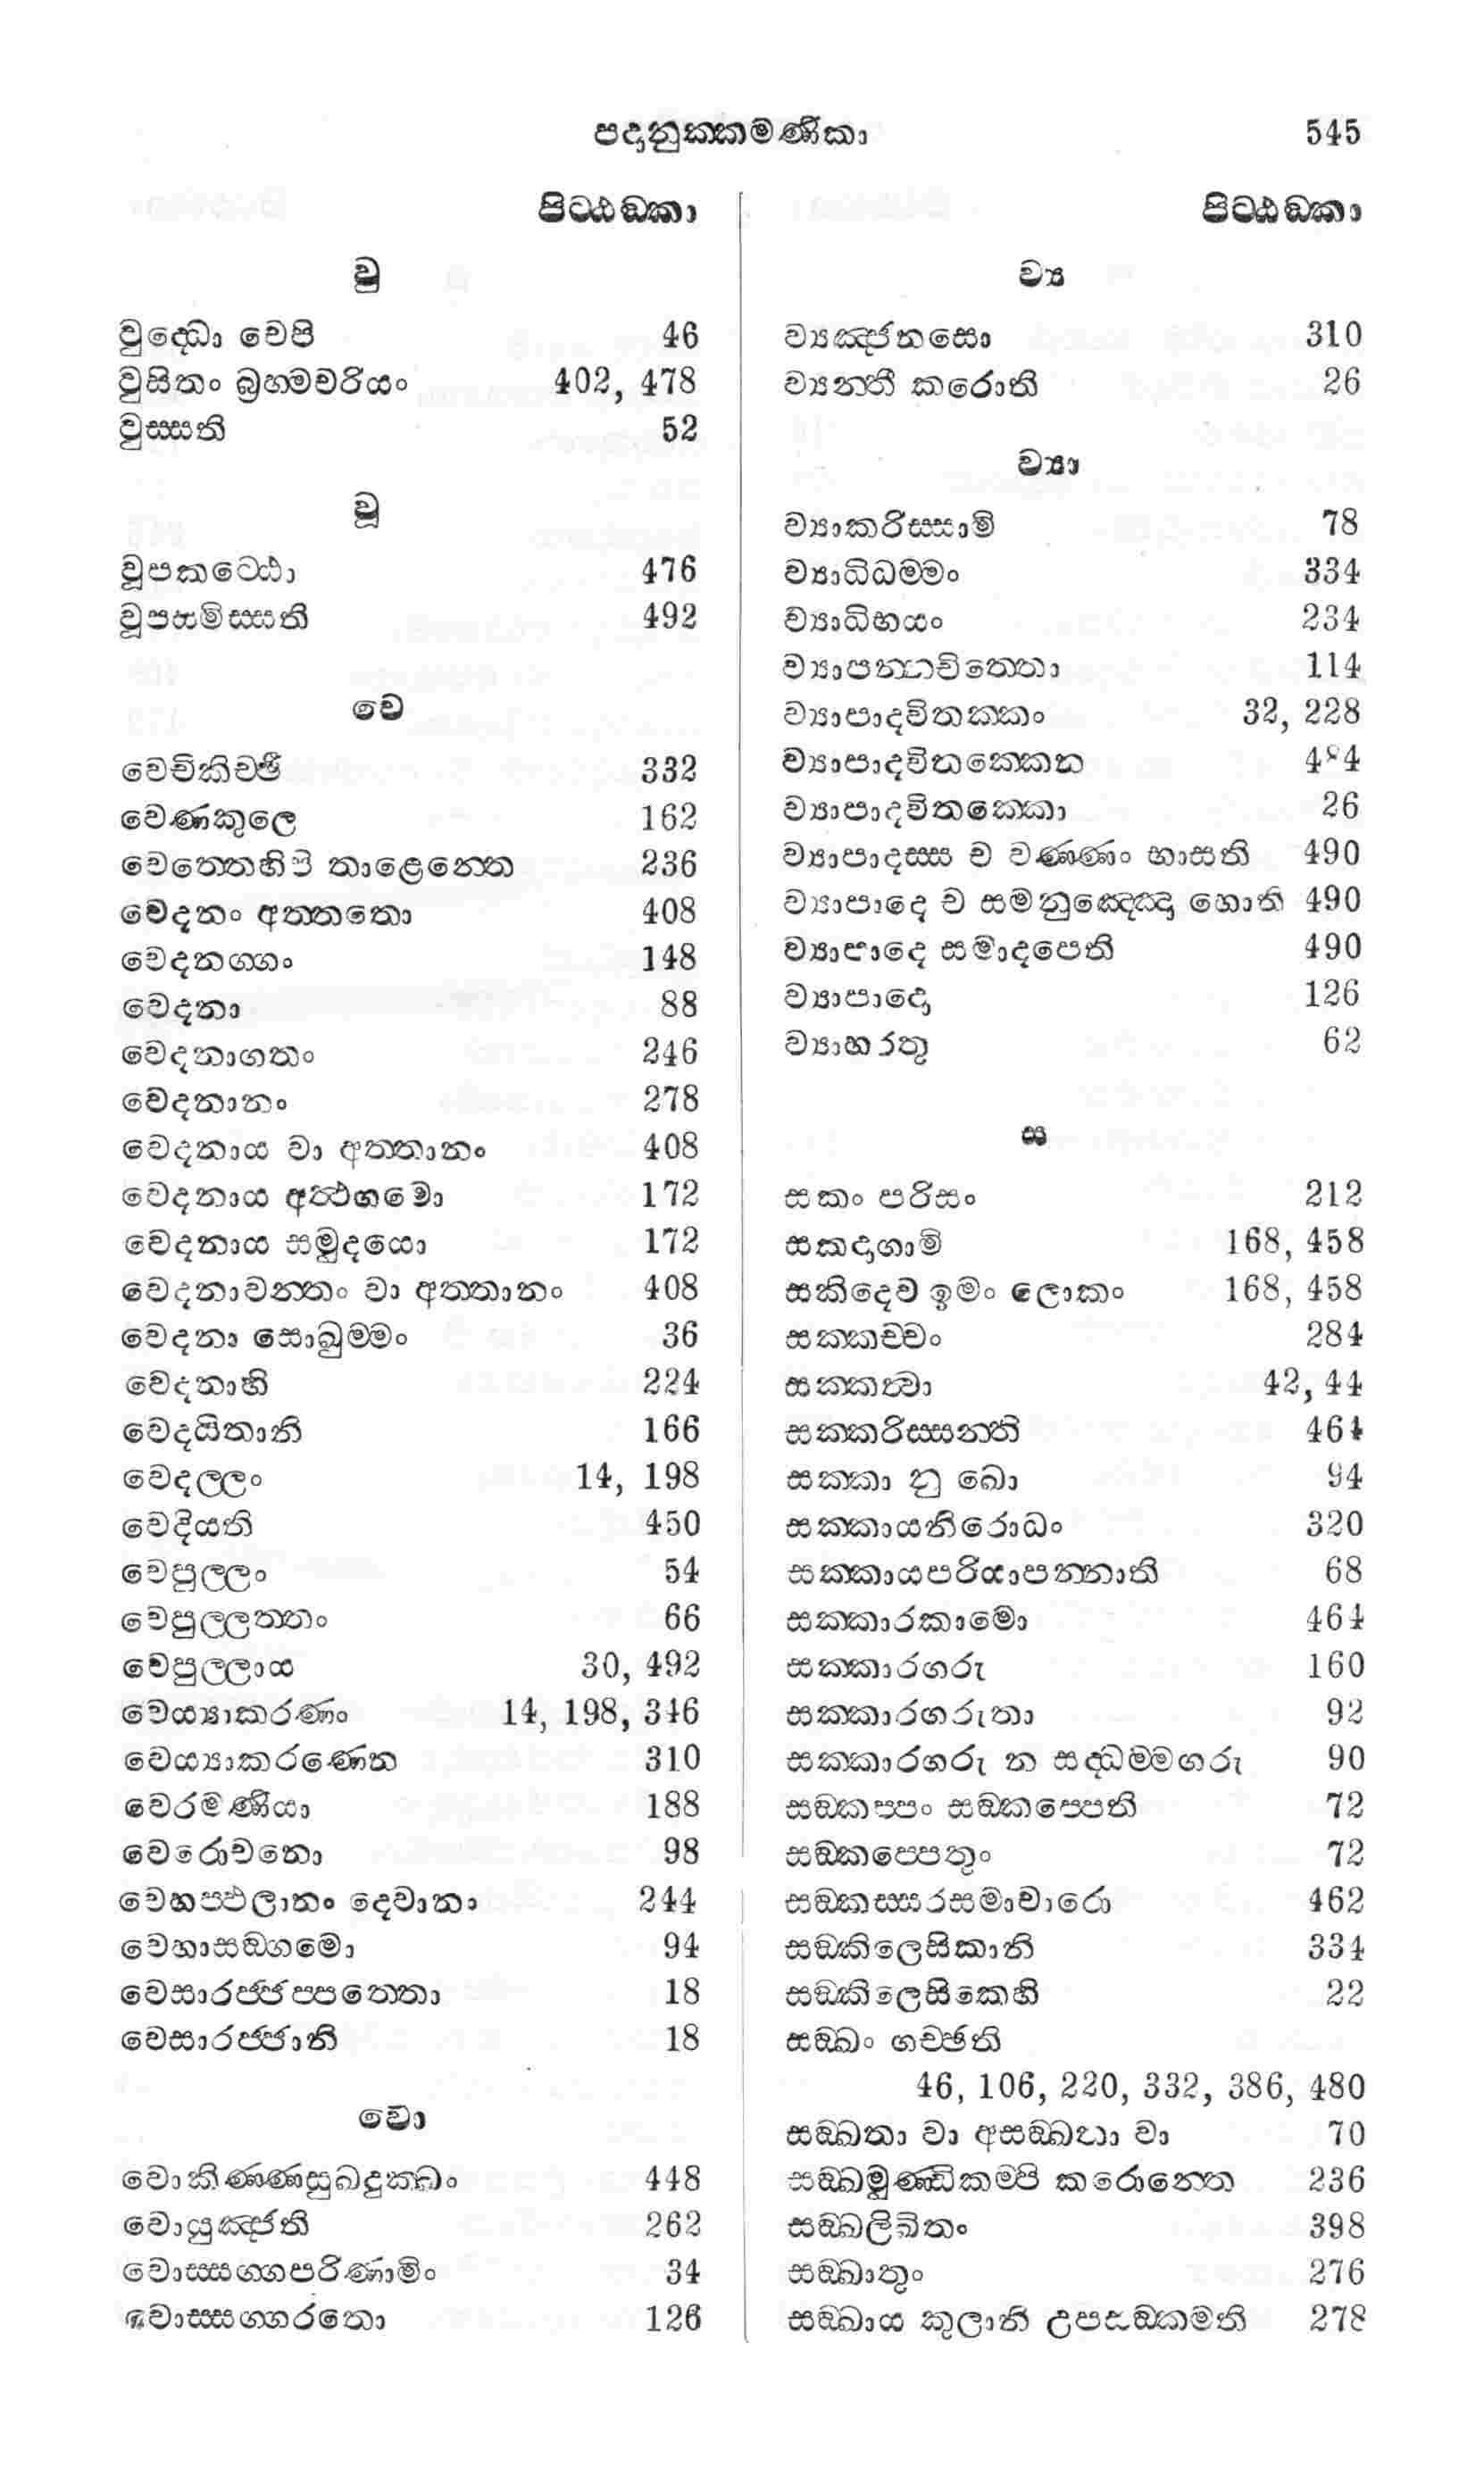 පදානුක්කමණිකා 545
පිට්ඨඞ්කා
වු
වුද්ධො චෙපි 46
වුසිතං බ්‍රහ්මචරියං 402, 478
වුස්සති 52
වූ
වූපකට්ඨො 476
වූපසමිස්සති 492
වෙ
වෙචිකිච්ඡී 332
වෙණකුලෙ 162
වෙත්තෙහිපි තාළෙන්තෙ 236
වෙදනං අත්තතො 408
වෙදනග්ගං 148
වෙදනා 88
වෙදනාගතං 246
වෙදනානං 278
වෙදනාය වා අත්තානං 408
වෙදනාය අත්ථඟමො 172
වෙදනාය සමුදයො 172
වෙදනාවන්තං වා අත්තානං 408
වෙදනා සොඛුම්මං 36
වෙදනාහි 224
වෙදයිතානි 166
වෙදල්ලං 14, 198
වෙදියති 450
වෙපුල්ලං 54
වෙපුල්ලත්තං 66
වෙපුල්ලාය 30, 492
වෙය්‍යාකරණං 14, 198, 346
වෙය්‍යාකරණෙන 310
වෙරමණියා 188
වෙරොචනො 98
වෙහප්ඵලානං දෙවානං 244
වෙහාසඞ්ගමො 94
වෙසාරජ්ජප්පත්තො 18
වෙසාරජ්ජානි 18
වො
වොකිණ්ණසුඛදුක්ඛං 448
වොයුඤ්ජති 262
වොස්සග්ගපරිණාමිං 34
වොස්සග්ගරතො 126
පිට්ඨඞ්කා
ව්‍ය
ව්‍යඤ්ජනසො 310
ව්‍යන්තී කරොති 26
ව්‍යා
ව්‍යාකරිස්සාමි 78
ව්‍යාධිධම්මං 334
ව්‍යාධිභයං 234
ව්‍යාපන්නචිත්තො 114
ව්‍යාපාදවිතක්කං 32, 228
ව්‍යාපාදවිතක්කෙන 484
ව්‍යාපාදවිතක්කො 26
ව්‍යාපාදස්ස ච වණ්ණං භාසති 490
ව්‍යාපාදෙ ච සමනුඤ්ඤො හොති 490
ව්‍යාපාදෙ සමාදපෙති 490
ව්‍යාපාදො 126
ව්‍යාහරතු 62
ස
සකං පරිසං 212
සකදාගාමි 168, 458
සකිදෙව ඉමං ලොකං 168, 458
සක්කච්චං 284
සක්කත්වා 42, 44
සක්කරිස්සන්ති 464
සක්කා නු ඛො 94
සක්කායනිරොධං 320
සක්කායපරියාපන්නාති 68
සක්කාරකාමො 464
සක්කාරගරු 160
සක්කාරගරුතා 92
සක්කාරගරු න සද්ධම්මගරු 90
සඞ්කප්පං සඞ්කප්පෙති 72
සඞ්කප්පෙතුං 72
සඞ්කස්සරසමාචාරො 462
සඞ්කිලෙසිකානි 334
සඞ්කිලෙසිකෙහි 22
සඞ්ඛං ගච්ඡති
46, 106, 220, 332, 386, 480
සඞ්ඛතා වා අසඞ්ඛතා වා 70
සඞ්ඛමුණ්ඩිකම්පි කරොන්තෙ 236
සඞ්ඛලිඛිතං 398
සඞ්ඛාතුං 276
සඞ්ඛාය කුලානි උපසඞ්කමති 278